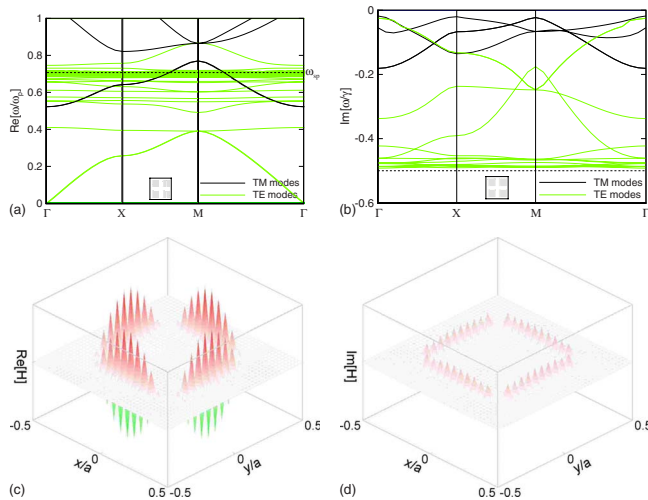 1
0.8
0.6
0.4
0.2
0
Re[ω/ωp]
ωsp
TM modes
TE modes
Γ X M Γ
(a)
0
-0.2
-0.4
-0.6
Im[ω/γ]
TM modes
TE modes
Γ X M Γ
(b)
Re[H]
-0.5
x/a
0
0.5
-0.5
0
y/a
0.5
(c)
Im[H]
-0.5
x/a
0
0.5
-0.5
0
y/a
0.5
(d)